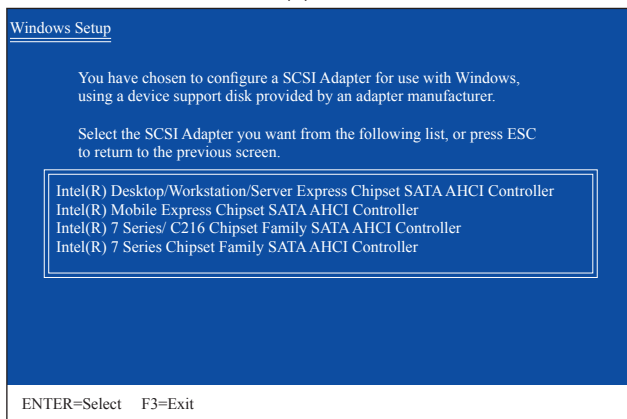 Windows Setup
You have chosen to configure a SCSI Adapter for use with Windows,
using a device support disk provided by an adapter manufacturer.
Select the SCSI Adapter you want from the following list, or press ESC
to return to the previous screen.
Intel(R) Desktop/Workstation/Server Express Chipset SATA AHCI Controller
Intel(R) Mobile Express Chipset SATA AHCI Controller
Intel(R) 7 Series/ C216 Chipset Family SATA AHCI Controller
Intel(R) 7 Series Chipset Family SATA AHCI Controller
ENTER=Select F3=Exit